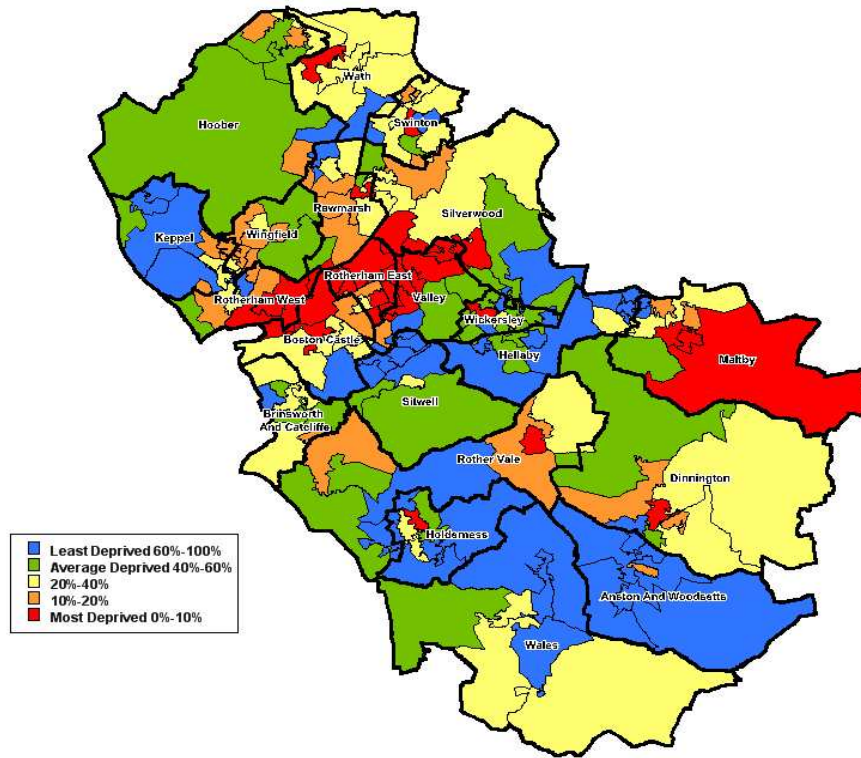 Wath
Swinton
Hoober
Rawmarsh
Silverwood
Keppel
Wingfield
Rotherham East
Rotherham West
Valley
Wickersley
Boston Castle
Hellaby
Maltby
Sitwell
Brinsworth
And Catcliffe
Rother Vale
Dinnington
Holderness
Anston And Woodsetts
Wales
Least Deprived 60%-100%
Average Deprived 40%-60%
20%-40%
10%-20%
Most Deprived 0%-10%